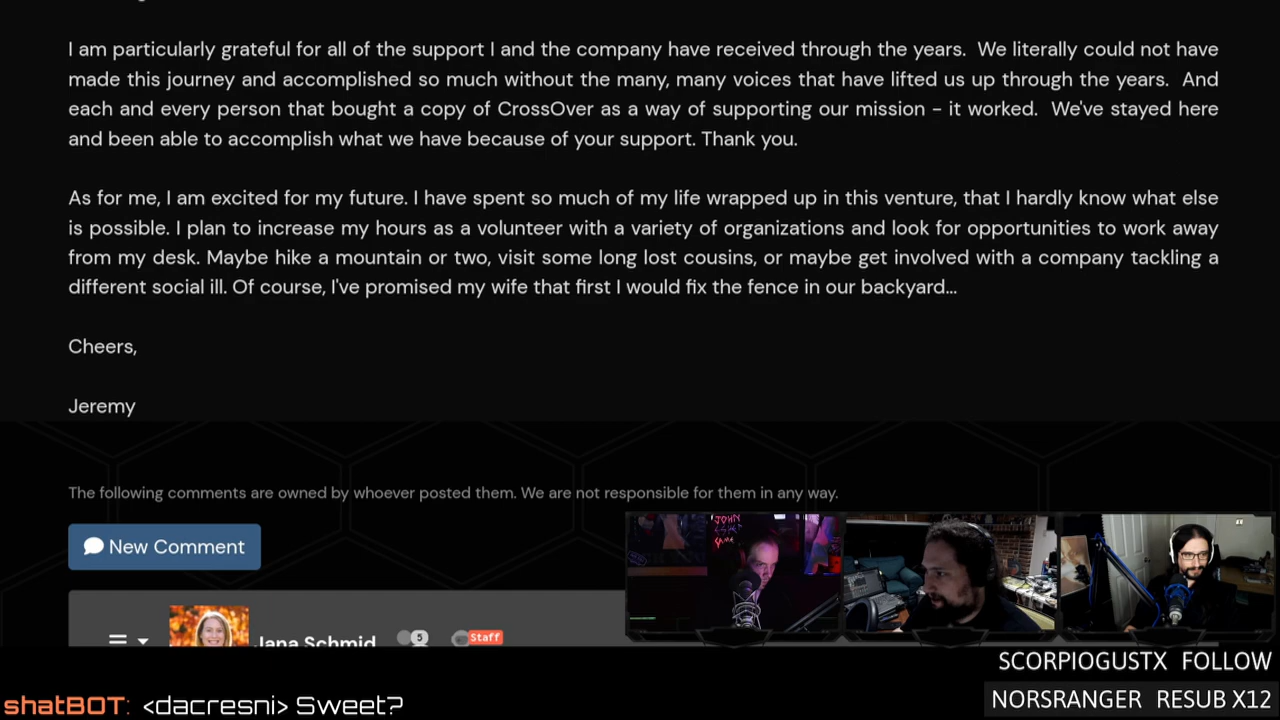 I am particularly grateful for all of the support I and the company have received through the years.  We literally could not have
made this journey and accomplished so much without the many, many voices that have lifted us up through the years.  And
each and every person that bought a copy of CrossOver as a way of supporting our mission – it worked.  We've stayed here
and been able to accomplish what we have because of your support. Thank you.
As for me, I am excited for my future. I have spent so much of my life wrapped up in this venture, that I hardly know what else
is possible. I plan to increase my hours as a volunteer with a variety of organizations and look for opportunities to work away
from my desk. Maybe hike a mountain or two, visit some long lost cousins, or maybe get involved with a company tackling a
different social ill. Of course, I've promised my wife that first I would fix the fence in our backyard...
Cheers,
Jeremy
The following comments are owned by whoever posted them. We are not responsible for them in any way.
New Comment
Jana Schmid 5 Staff
JOHN
GAME
SCORPIOGUSTX FOLLOW
NORSRANGER RESUB X12
shatBOT: <dacresni> Sweet?